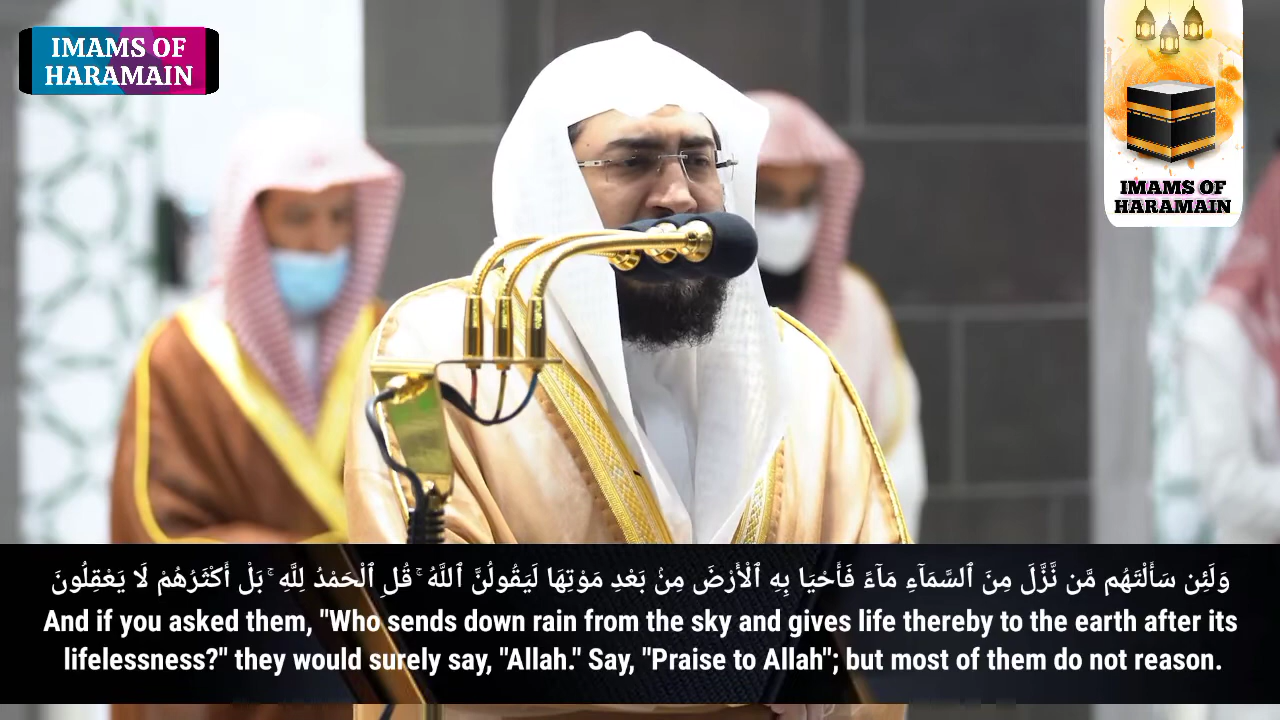 IMAMS OF
HARAMAIN
IMAMS OF
HARAMAIN
وَلَئِن سَأَلْتَهُم مَّن نَّزَّلَ مِنَ ٱلسَّمَآءِ مَآءً فَأَحْيَا بِهِ ٱلْأَرْضَ مِنۢ بَعْدِ مَوْتِهَا لَيَقُولُنَّ ٱللَّهُ ۚ قُلِ ٱلْحَمْدُ لِلَّهِ ۚ بَلْ أَكْثَرُهُمْ لَا يَعْقِلُونَ
And if you asked them, "Who sends down rain from the sky and gives life thereby to the earth after its
lifelessness?" they would surely say, "Allah." Say, "Praise to Allah"; but most of them do not reason.